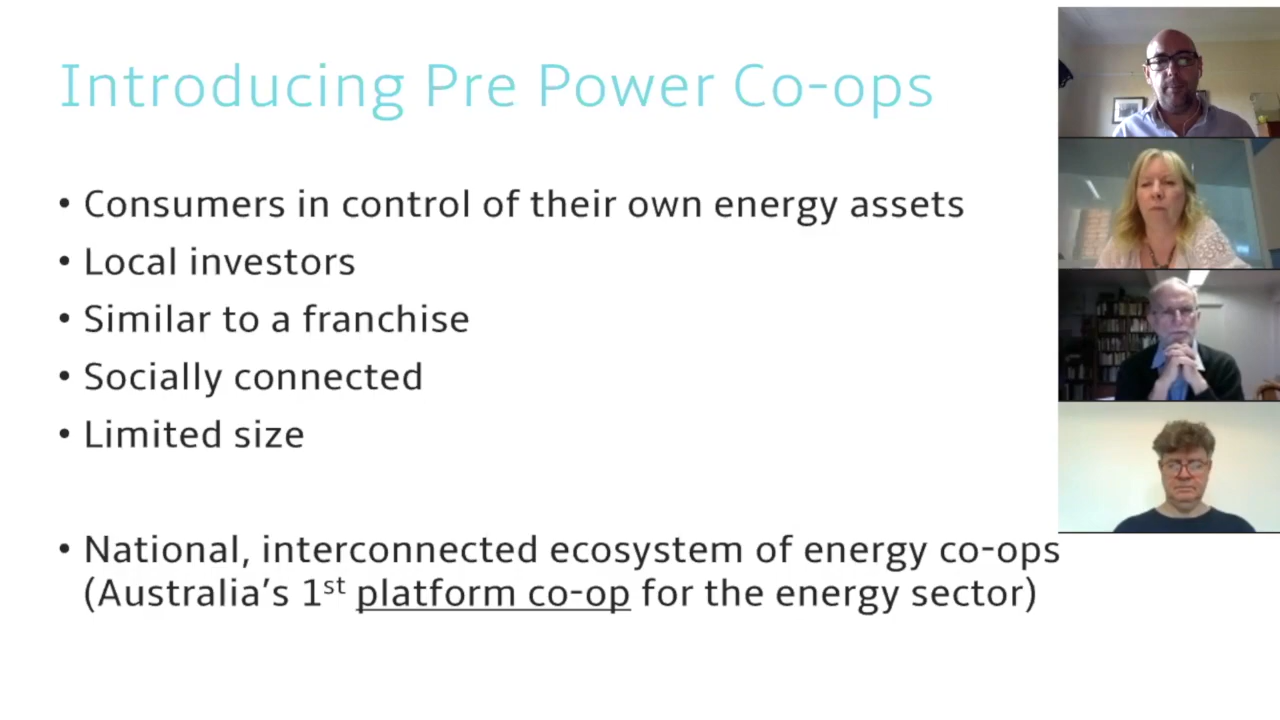 Introducing Pre Power Co-ops
• Consumers in control of their own energy assets
• Local investors
• Similar to a franchise
• Socially connected
• Limited size
• National, interconnected ecosystem of energy co-ops
(Australia’s 1st platform co-op for the energy sector)